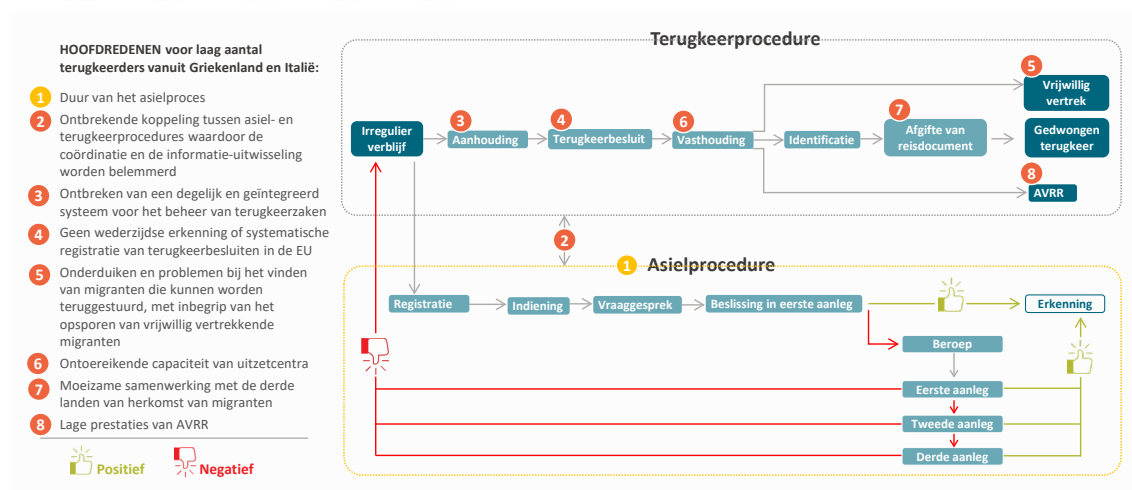 HOOFDREDENEN voor laag aantal
terugkeerders vanuit Griekenland en Italië:
1 Duur van het asielproces
2 Ontbrekende koppeling tussen asiel- en
terugkeerprocedures waardoor de
coördinatie en de informatie-uitwisseling
worden belemmerd
3 Ontbreken van een degelijk en geïntegreerd
systeem voor het beheer van terugkeerzaken
4 Geen wederzijdse erkenning of systematische
registratie van terugkeerbesluiten in de EU
5 Onderduiken en problemen bij het vinden
van migranten die kunnen worden
teruggestuurd, met inbegrip van het
opsporen van vrijwillig vertrekkende
migranten
6 Ontoereikende capaciteit van uitzetcentra
7 Moeizame samenwerking met de derde
landen van herkomst van migranten
8 Lage prestaties van AVRR
Positief
Negatief
Terugkeerprocedure
Irregulier
verblijf
3
Aanhouding
4
Terugkeerbesluit
6
Vasthouding
Identificatie
7
Afgifte van
reisdocument
5
Vrijwillig
vertrek
Gedwongen
terugkeer
8
AVRR
2
1 Asielprocedure
Registratie
Indiening
Vraaggesprek
Beslissing in eerste aanleg
Erkenning
Beroep
Eerste aanleg
Tweede aanleg
Derde aanleg